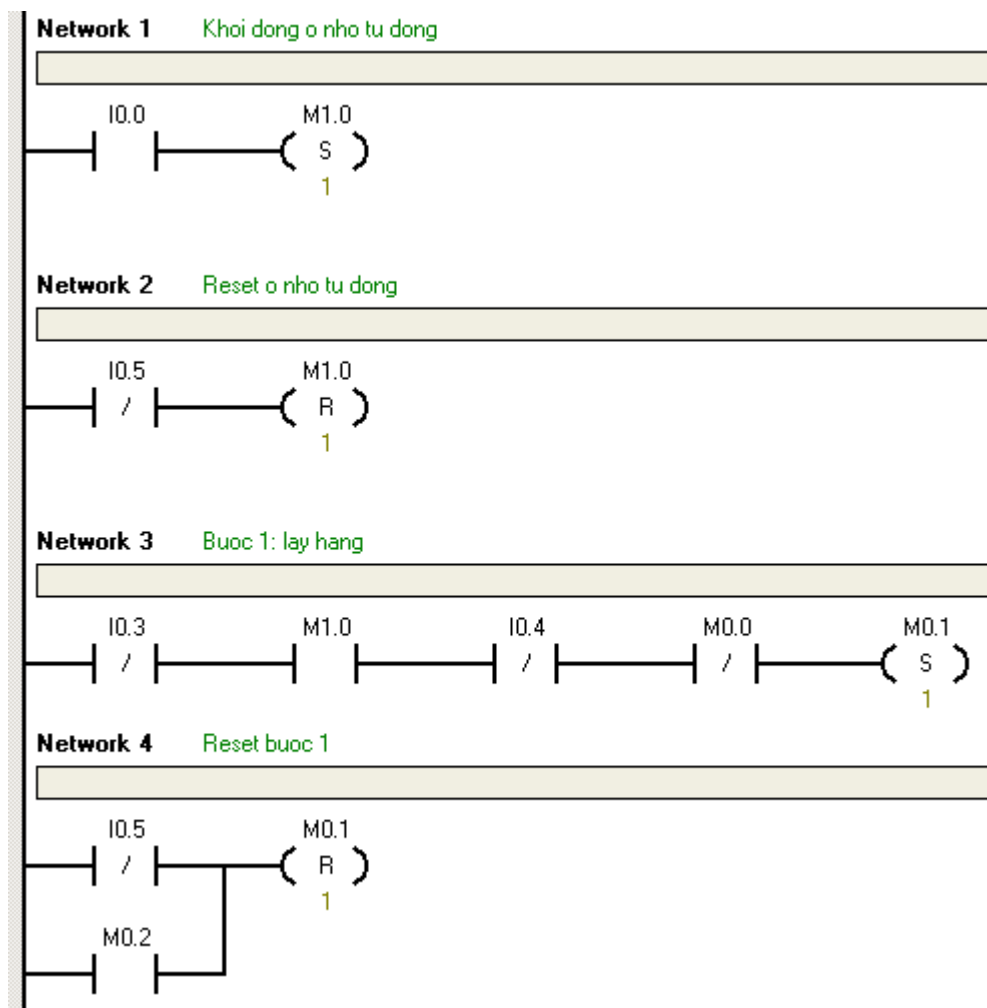 Network 1 Khoi dong o nho tu dong
I0.0 M1.0
S
1
Network 2 Reset o nho tu dong
I0.5 M1.0
/ R
1
Network 3 Buoc 1: lay hang
I0.3 M1.0 I0.4 M0.0 M0.1
/ / / S
1
Network 4 Reset buoc 1
I0.5 M0.1
/ R
1
M0.2